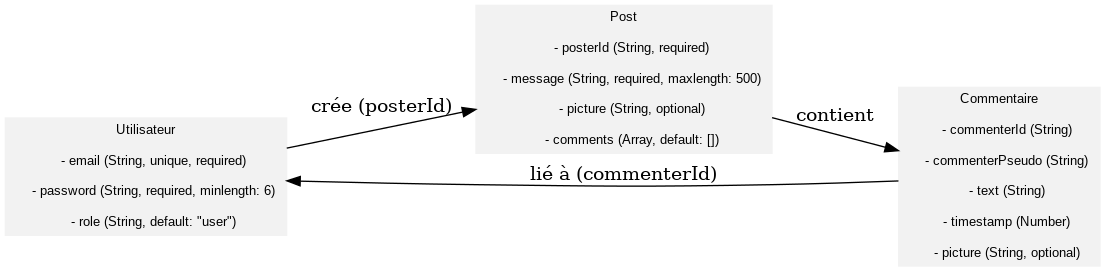 Utilisateur
- email (String, unique, required)
- password (String, required, minlength: 6)
- role (String, default: "user")
crée (posterId)
Post
- posterId (String, required)
- message (String, required, maxlength: 500)
- picture (String, optional)
- comments (Array, default: [])
contient
Commentaire
- commenterId (String)
- commenterPseudo (String)
- text (String)
- timestamp (Number)
- picture (String, optional)
lié à (commenterId)